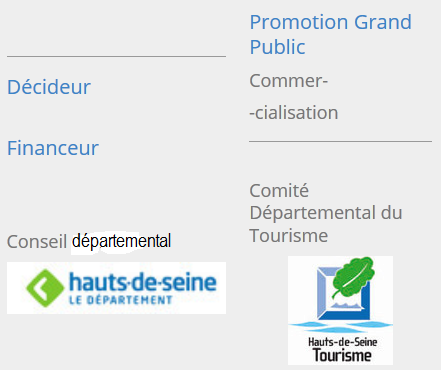 Décideur
Financeur
Conseil départemental
hauts-de-seine
LE DÉPARTEMENT
Promotion Grand
Public
Commer-
-cialisation
Comité
Départemental du
Tourisme
Hauts-de-Seine
Tourisme